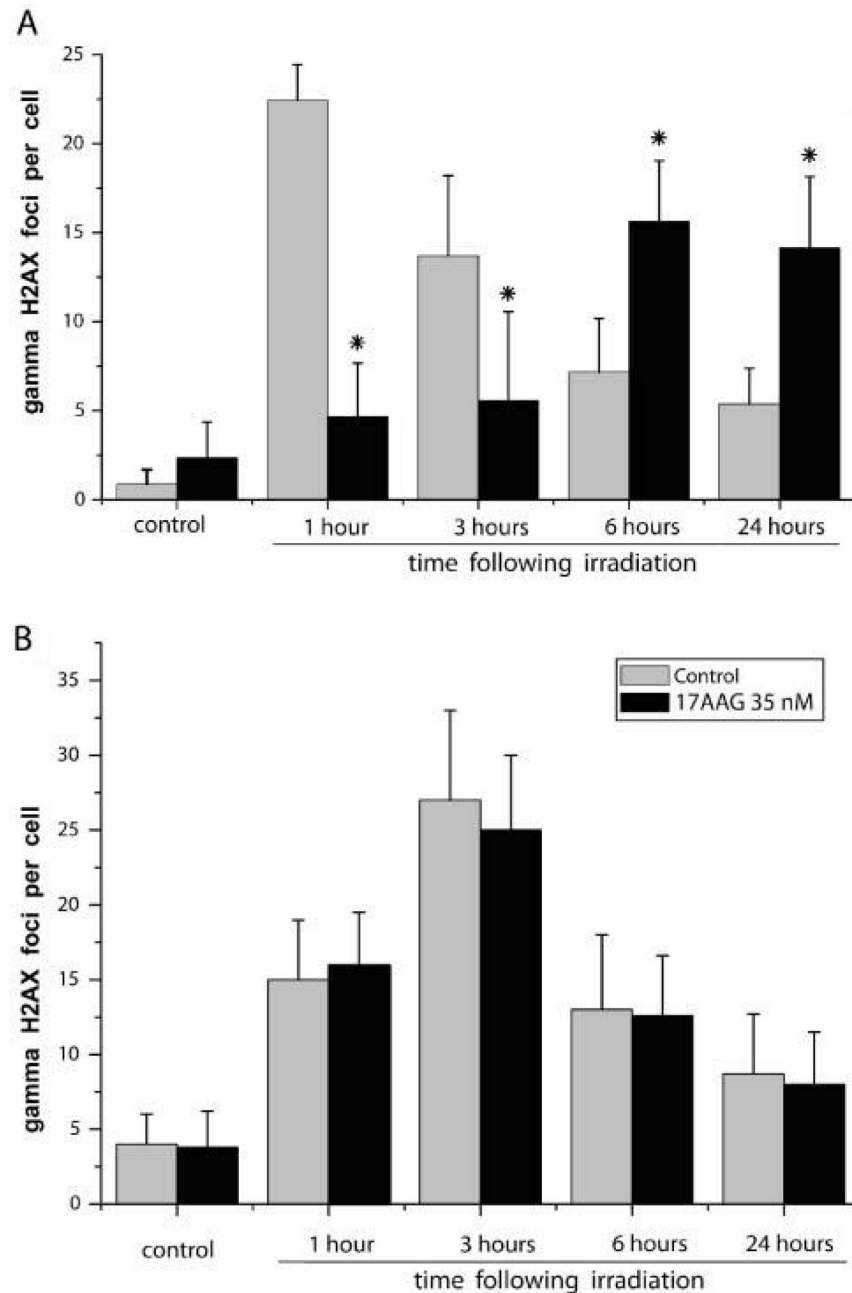 A
25
20
15
10
5
0
gamma H2AX foci per cell
*
*
*
*
control
1 hour
3 hours
6 hours
24 hours
time following irradiation
B
35
30
25
20
15
10
5
0
gamma H2AX foci per cell
Control
17AAG 35 nM
control
1 hour
3 hours
6 hours
24 hours
time following irradiation